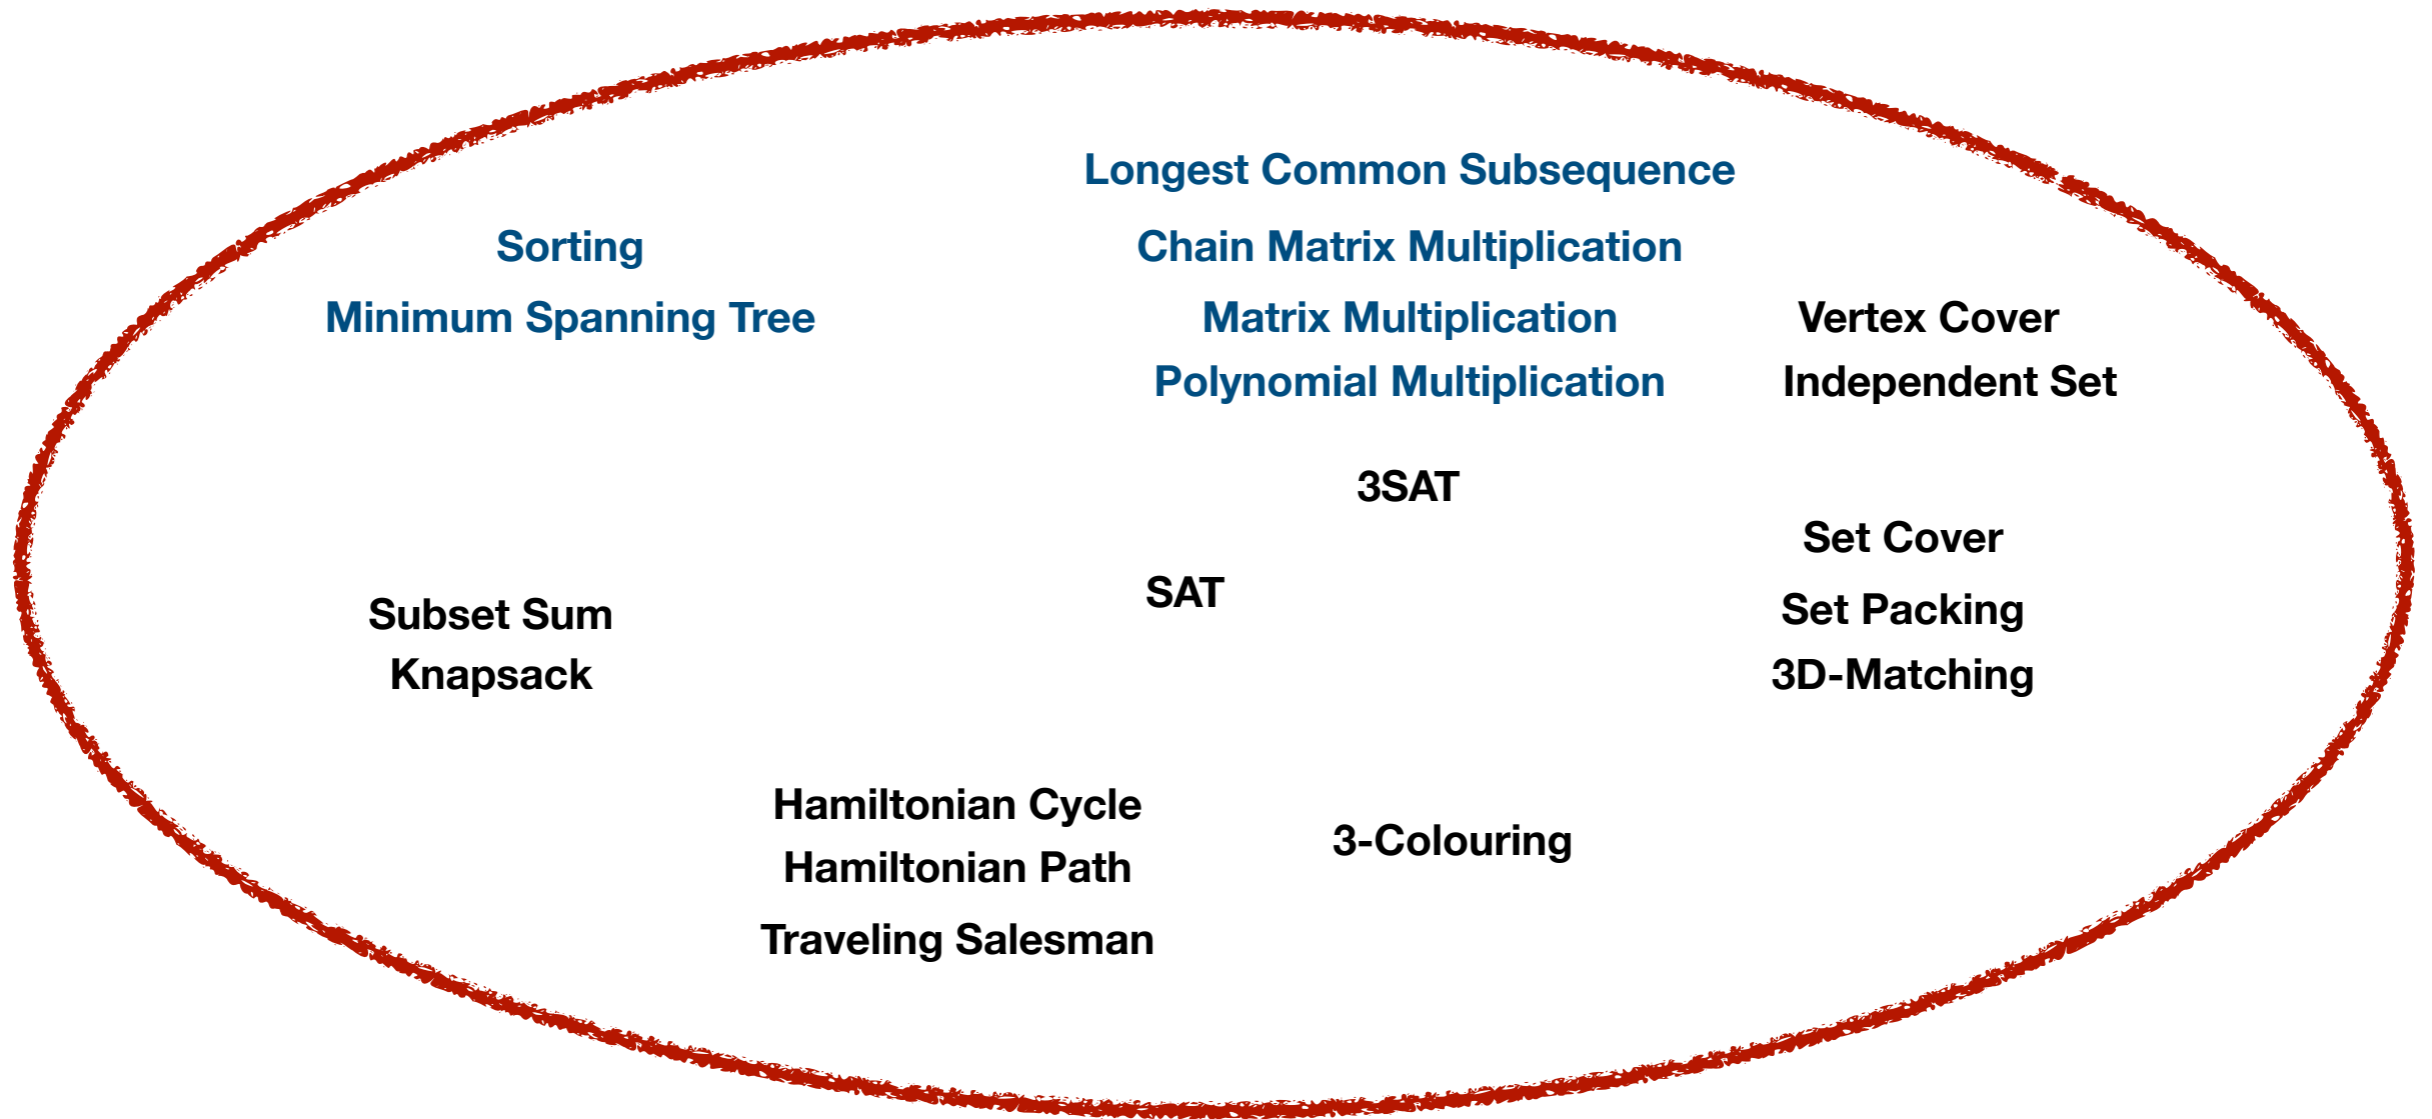 Longest Common Subsequence
Sorting
Chain Matrix Multiplication
Minimum Spanning Tree
Matrix Multiplication
Vertex Cover
Polynomial Multiplication
Independent Set
3SAT
Set Cover
SAT
Subset Sum
Set Packing
Knapsack
3D-Matching
Hamiltonian Cycle
3-Colouring
Hamiltonian Path
Traveling Salesman